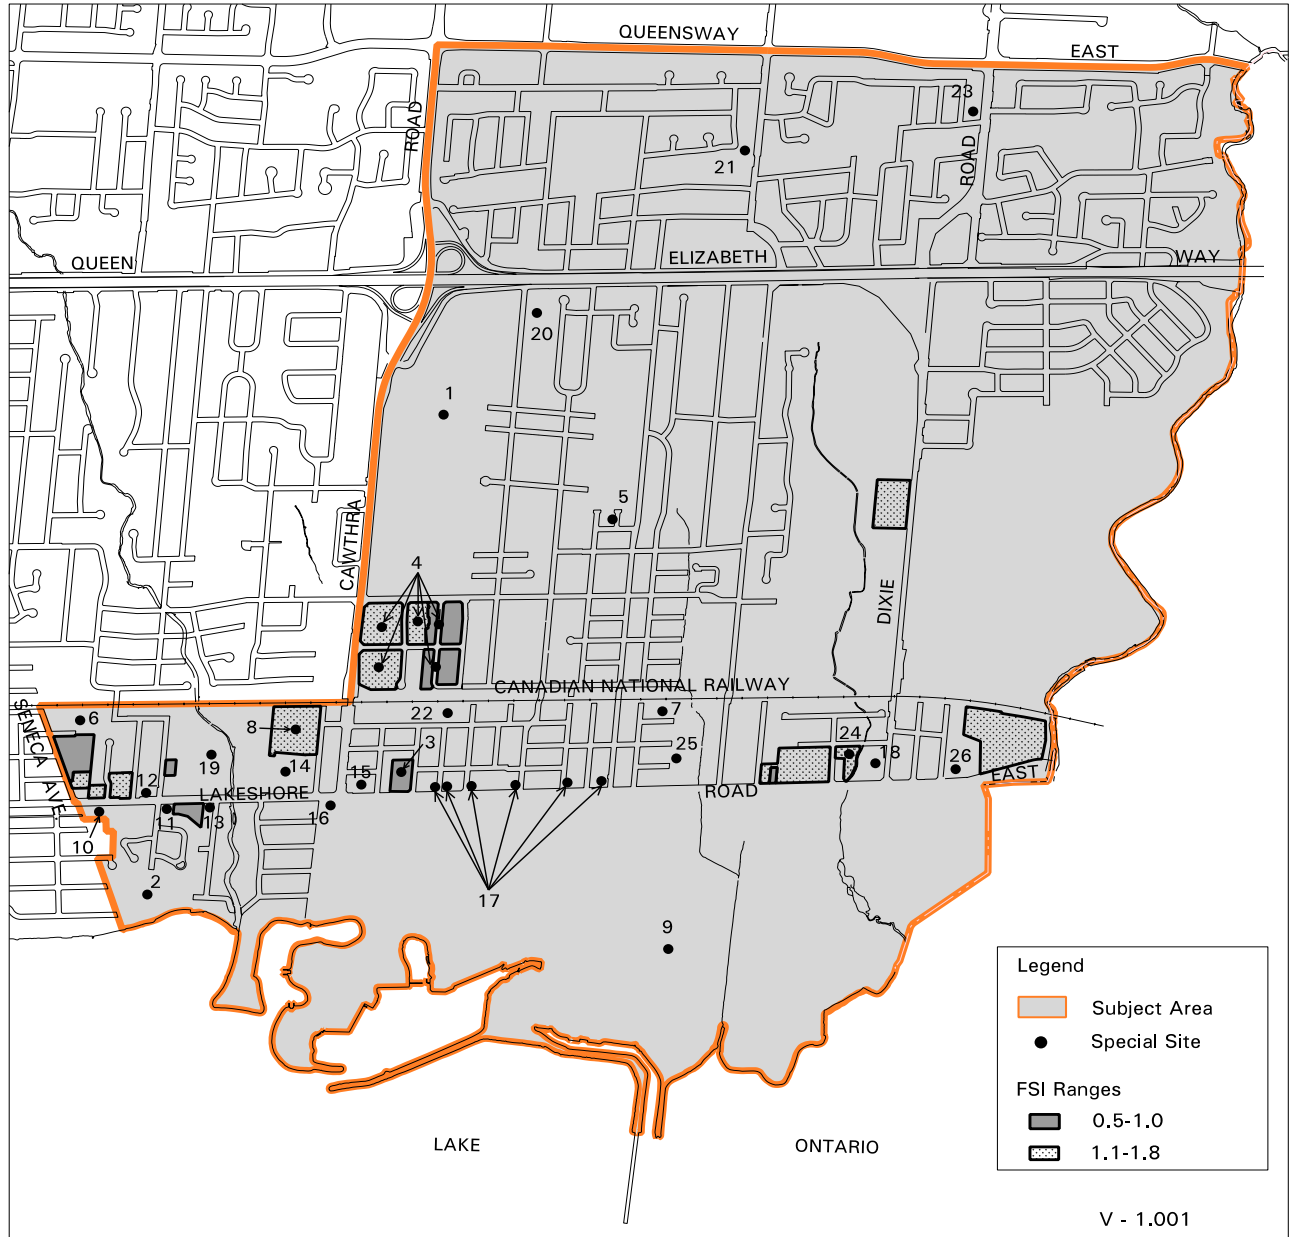 QUEENSWAY
EAST
23
ROAD
ROAD
21
QUEEN
ELIZABETH
WAY
20
1
5
CAWTHRA
4
DIXIE
CANADIAN NATIONAL RAILWAY
SENECA AVE.
6
22
7
8
24
3
25
18
26
19
14
12
15
EAST
LAKESHORE
ROAD
11
13
16
10
2
17
9
Legend
Subject Area
Special Site
FSI Ranges
0.5-1.0
1.1-1.8
LAKE
ONTARIO
V - 1.001